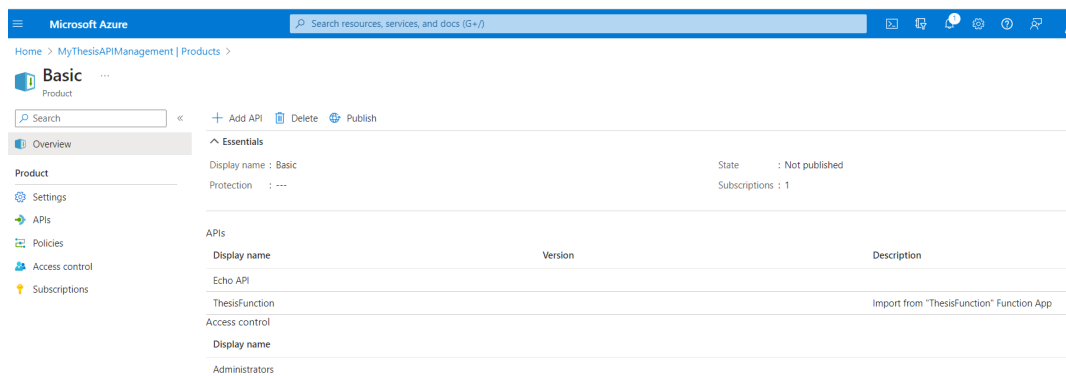 Microsoft Azure
Search resources, services, and docs (G+/)
1
Home > MyThesisAPIManagement | Products >
Basic ...
Product
Search «
+ Add API Delete Publish
Overview
Essentials
Display name : Basic State : Not published
Protection : --- Subscriptions : 1
Product
Settings
APIs
Policies
Access control
Subscriptions
APIs
Display name Version Description
Echo API
ThesisFunction Import from "ThesisFunction" Function App
Access control
Display name
Administrators